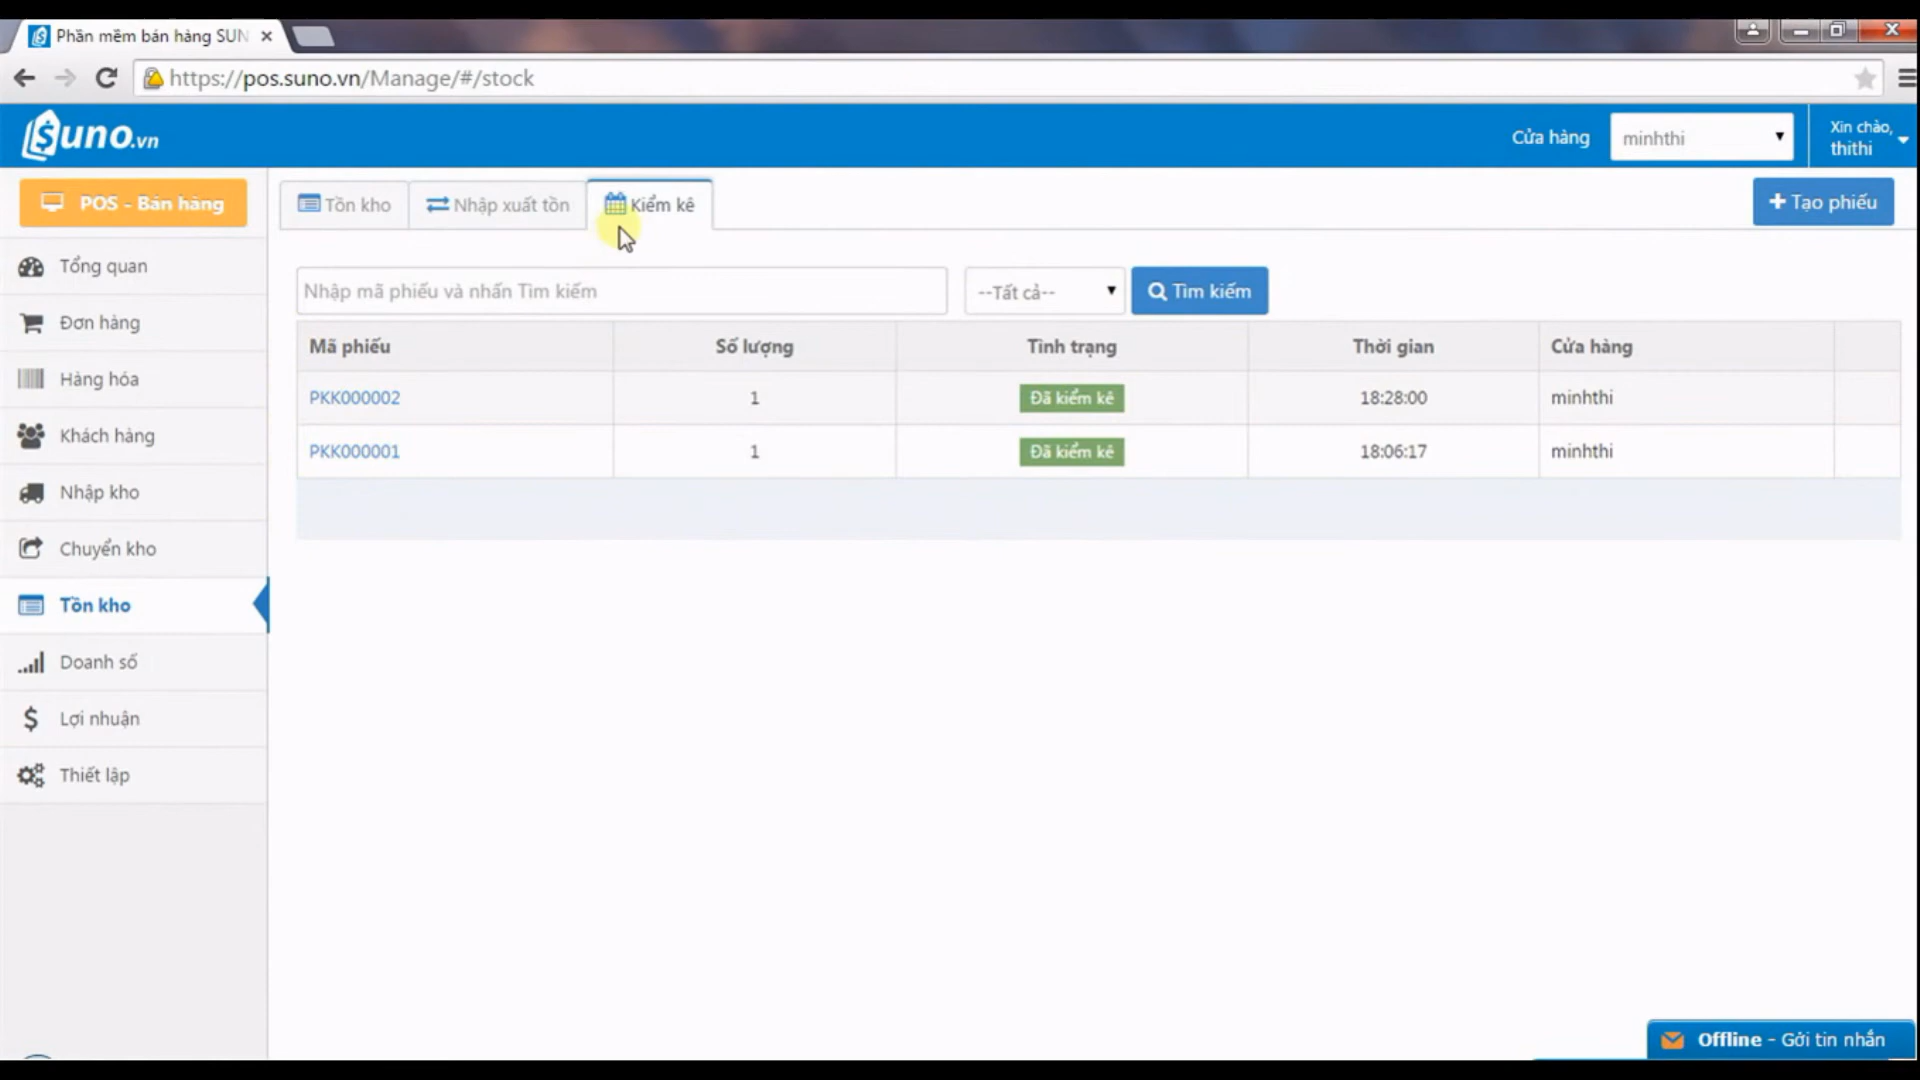 Phần mềm bán hàng SUN
https://pos.suno.vn/Manage/#/stock
Suno.vn
Cửa hàng
minhthi
Xin chào,
thithi
POS - Bán hàng
Tồn kho
Nhập xuất tồn
Kiểm kê
Tạo phiếu
Tổng quan
Đơn hàng
Hàng hóa
Khách hàng
Nhập kho
Chuyển kho
Tồn kho
Doanh số
Lợi nhuận
Thiết lập
Nhập mã phiếu và nhấn Tìm kiếm
--Tất cả--
Tìm kiếm
Mã phiếu Số lượng Tình trạng Thời gian Cửa hàng
PKK000002 1 Đã kiểm kê 18:28:00 minhthi
PKK000001 1 Đã kiểm kê 18:06:17 minhthi
Offline - Gởi tin nhắn